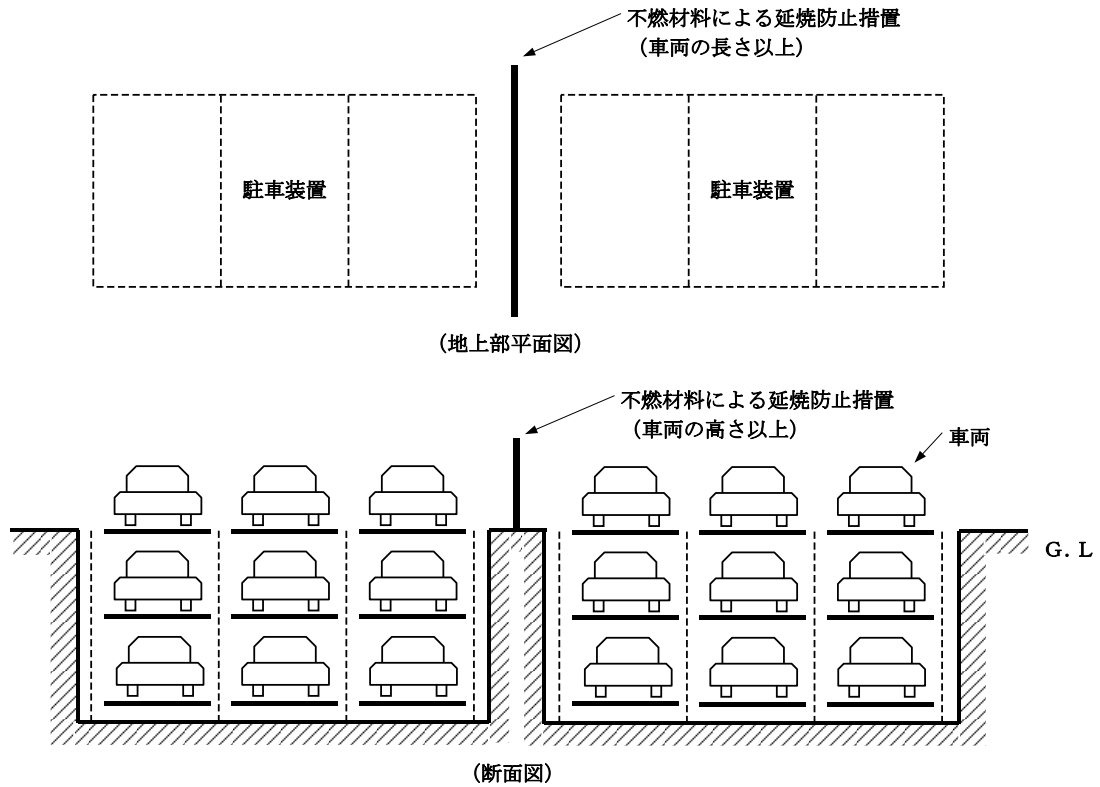 不燃材料による延焼防止措置
（車両の長さ以上）
駐車装置
駐車装置
（地上部平面図）
不燃材料による延焼防止措置
（車両の高さ以上）
車両
G. L
（断面図）